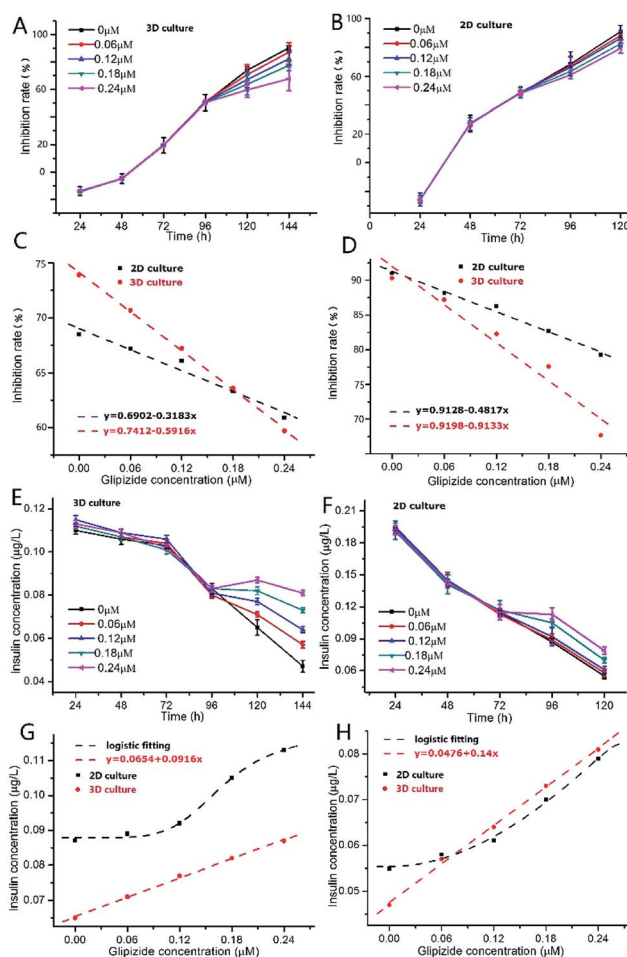 A
3D culture
0μM
0.06μM
0.12μM
0.18μM
0.24μM
Inhibition rate (%)
100
80
60
40
20
0
24 48 72 96 120 144
Time (h)
B
2D culture
0μM
0.06μM
0.12μM
0.18μM
0.24μM
Inhibition rate (%)
100
80
60
20
0
0 24 48 72 96 120
Time (h)
C
2D culture
3D culture
Inhibition rate (%)
75
70
65
60
y=0.6902-0.3183x
y=0.7412-0.5916x
0.00 0.06 0.12 0.18 0.24
Glipizide concentration (μM)
D
2D culture
3D culture
Inhibition rate (%)
90
85
80
75
70
y=0.9128-0.4817x
y=0.9198-0.9133x
0.00 0.06 0.12 0.18 0.24
Glipizide concentration (μM)
E
3D culture
Insulin concentration (μg/L)
0.12
0.10
0.08
0.06
0.04
0μM
0.06μM
0.12μM
0.18μM
0.24μM
24 48 72 96 120 144
Time (h)
F
2D culture
Insulin concentration (μg/L)
0.21
0.18
0.15
0.12
0.09
0.06
0μM
0.06μM
0.12μM
0.18μM
0.24μM
24 48 72 96 120
Time (h)
G
logistic fitting
y=0.0654+0.0916x
2D culture
3D culture
Insulin concentration (μg/L)
0.11
0.10
0.09
0.08
0.07
0.00 0.06 0.12 0.18 0.24
Glipizide concentration (μM)
H
logistic fitting
y=0.0476+0.14x
2D culture
3D culture
Insulin concentration (μg/L)
0.08
0.07
0.06
0.05
0.00 0.06 0.12 0.18 0.24
Glipizide concentration (μM)